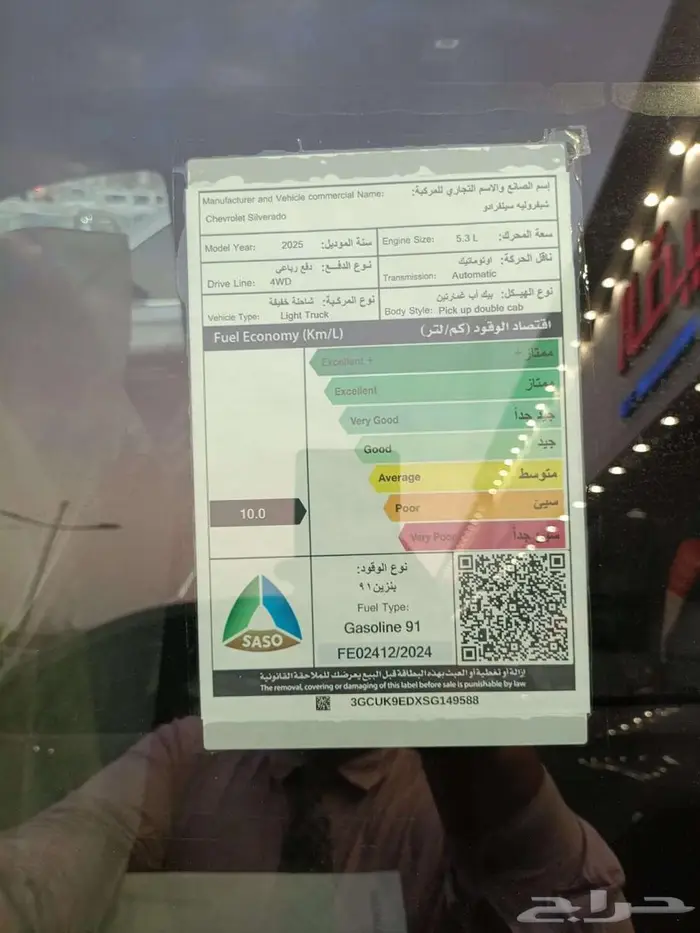 Manufacturer and Vehicle commercial Name: إسم الصانع والاسم التجاري للمركبة:
Chevrolet Silverado شيفروليه سيلفرادو
Model Year: 2025 سنة الموديل:
Engine Size: 5.3 L سعة المحرك:
Drive Line: 4WD نوع الدفع: دفع رباعي
Transmission: Automatic ناقل الحركة: اوتوماتيك
Vehicle Type: Light Truck نوع المركبة: شاحنة خفيفة
Body Style: Pick up double cab نوع الهيكل: بيك أب غمارتين
Fuel Economy (Km/L) اقتصاد الوقود (كم/لتر)
Excellent + ممتاز +
Excellent ممتاز
Very Good جيد جداً
Good جيد
Average متوسط
10.0
Poor سيئ
Very Poor سيئ جداً
نوع الوقود:
بنزين ٩١
Fuel Type:
Gasoline 91
FE02412/2024
SASO
إزالة أو تغطية أو العبث بهذه البطاقة قبل البيع يعرضك للملاحقة القانونية
The removal, covering or damaging of this label before sale is punishable by law
3GCUK9EDXSG149588
حراج